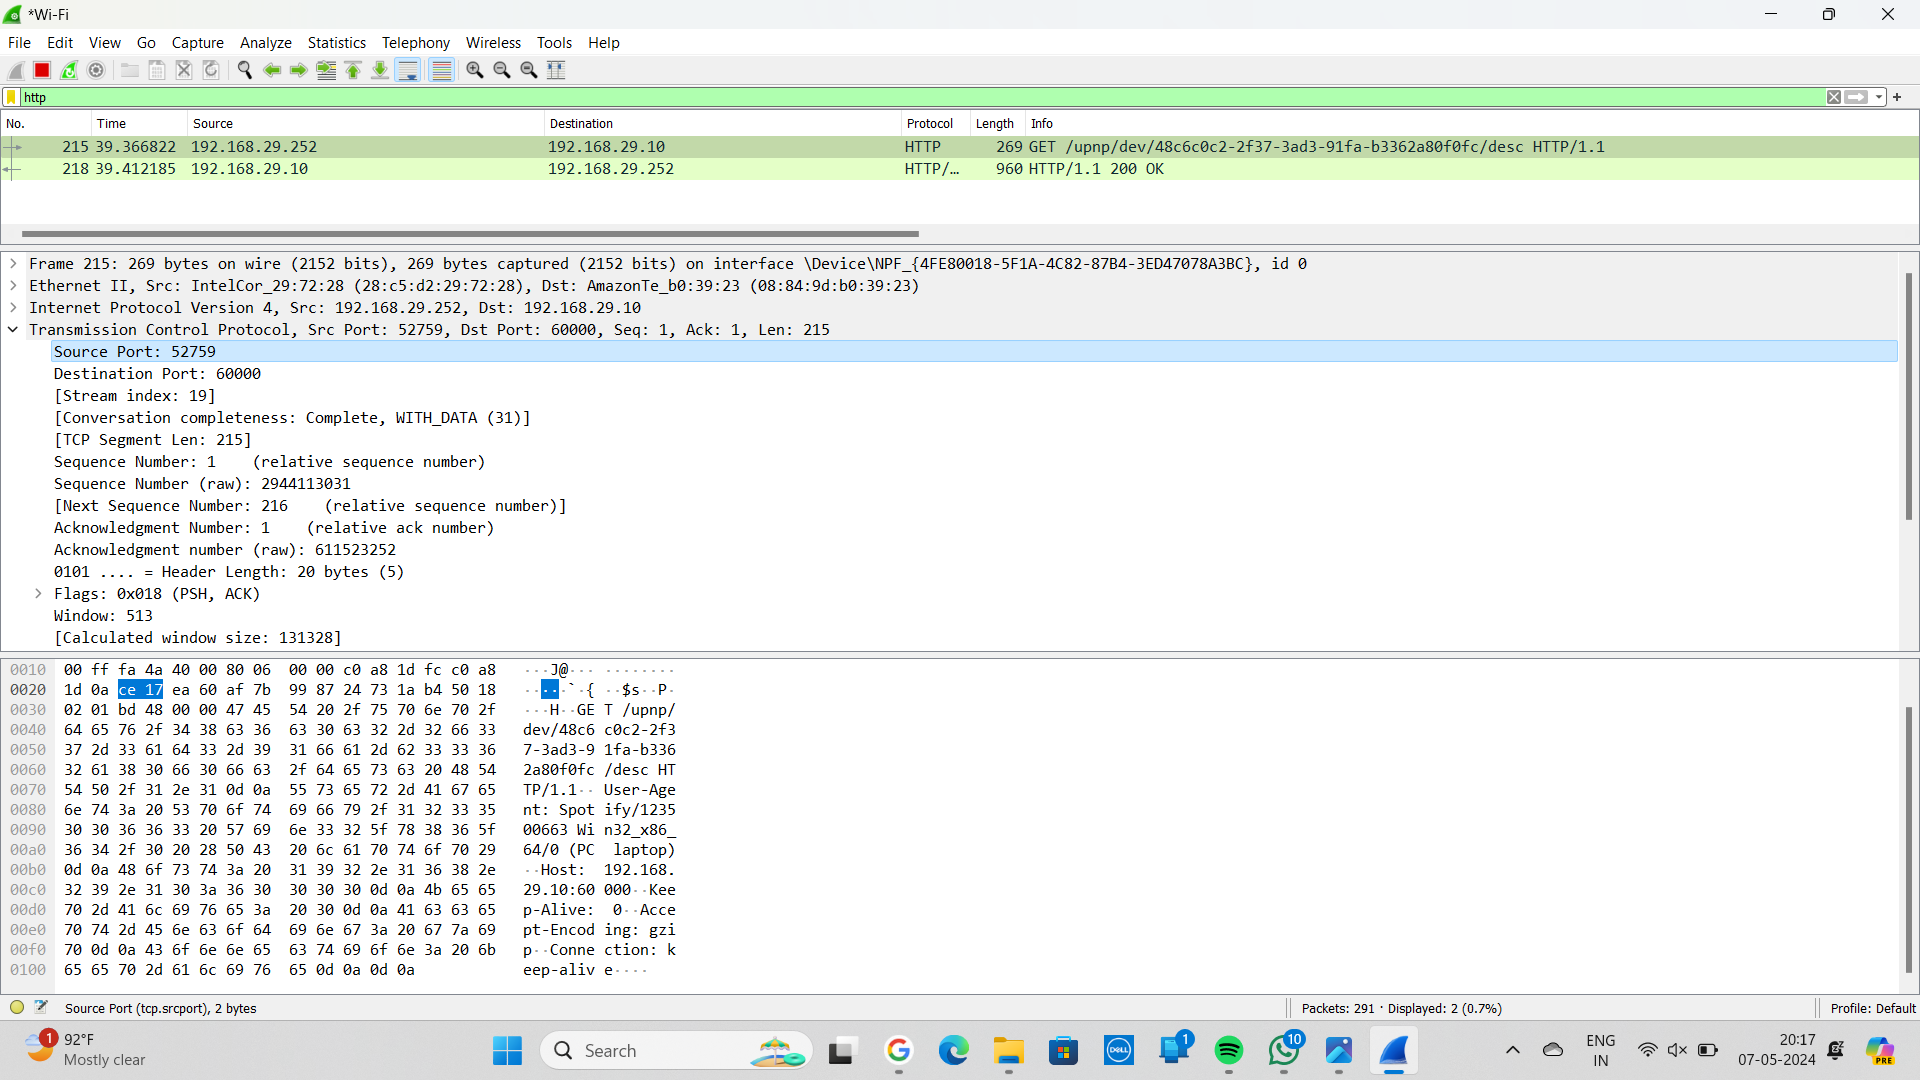 *Wi-Fi
File Edit View Go Capture Analyze Statistics Telephony Wireless Tools Help
http
No. Time Source Destination Protocol Length Info
215 39.366822 192.168.29.252 192.168.29.10 HTTP 269 GET /upnp/dev/48c6c0c2-2f37-3ad3-91fa-b3362a80f0fc/desc HTTP/1.1
218 39.412185 192.168.29.10 192.168.29.252 HTTP/… 960 HTTP/1.1 200 OK
Frame 215: 269 bytes on wire (2152 bits), 269 bytes captured (2152 bits) on interface \Device\NPF_{4FE80018-5F1A-4C82-87B4-3ED47078A3BC}, id 0
Ethernet II, Src: IntelCor_29:72:28 (28:c5:d2:29:72:28), Dst: AmazonTe_b0:39:23 (08:84:9d:b0:39:23)
Internet Protocol Version 4, Src: 192.168.29.252, Dst: 192.168.29.10
Transmission Control Protocol, Src Port: 52759, Dst Port: 60000, Seq: 1, Ack: 1, Len: 215
Source Port: 52759
Destination Port: 60000
[Stream index: 19]
[Conversation completeness: Complete, WITH_DATA (31)]
[TCP Segment Len: 215]
Sequence Number: 1    (relative sequence number)
Sequence Number (raw): 2944113031
[Next Sequence Number: 216    (relative sequence number)]
Acknowledgment Number: 1    (relative ack number)
Acknowledgment number (raw): 611523252
0101 .... = Header Length: 20 bytes (5)
Flags: 0x018 (PSH, ACK)
Window: 513
[Calculated window size: 131328]
0010 00 ff fa 4a 40 00 80 06 00 00 c0 a8 1d fc c0 a8 ···J@··· ········
0020 1d 0a ce 17 ea 60 af 7b 99 87 24 73 1a b4 50 18 ·····`·{ ··$s··P·
0030 02 01 bd 48 00 00 47 45 54 20 2f 75 70 6e 70 2f ···H··GE T /upnp/
0040 64 65 76 2f 34 38 63 36 63 30 63 32 2d 32 66 33 dev/48c6 c0c2-2f3
0050 37 2d 33 61 64 33 2d 39 31 66 61 2d 62 33 33 36 7-3ad3-9 1fa-b336
0060 32 61 38 30 66 30 66 63 2f 64 65 73 63 20 48 54 2a80f0fc /desc HT
0070 54 50 2f 31 2e 31 0d 0a 55 73 65 72 2d 41 67 65 TP/1.1·· User-Age
0080 6e 74 3a 20 53 70 6f 74 69 66 79 2f 31 32 33 35 nt: Spot ify/1235
0090 30 30 36 36 33 20 57 69 6e 33 32 5f 78 38 36 5f 00663 Wi n32_x86_
00a0 36 34 2f 30 20 28 50 43 20 6c 61 70 74 6f 70 29 64/0 (PC laptop)
00b0 0d 0a 48 6f 73 74 3a 20 31 39 32 2e 31 36 38 2e ··Host: 192.168.
00c0 32 39 2e 31 30 3a 36 30 30 30 30 0d 0a 4b 65 65 29.10:60 000··Kee
00d0 70 2d 41 6c 69 76 65 3a 20 30 0d 0a 41 63 63 65 p-Alive: 0··Acce
00e0 70 74 2d 45 6e 63 6f 64 69 6e 67 3a 20 67 7a 69 pt-Encod ing: gzi
00f0 70 0d 0a 43 6f 6e 6e 65 63 74 69 6f 6e 3a 20 6b p··Conne ction: k
0100 65 65 70 2d 61 6c 69 76 65 0d 0a 0d 0a eep-aliv e····
Source Port (tcp.srcport), 2 bytes Packets: 291 · Displayed: 2 (0.7%) Profile: Default
1 92°F Mostly clear
Search
DELL
1
10
ENG IN
20:17
07-05-2024
PRE